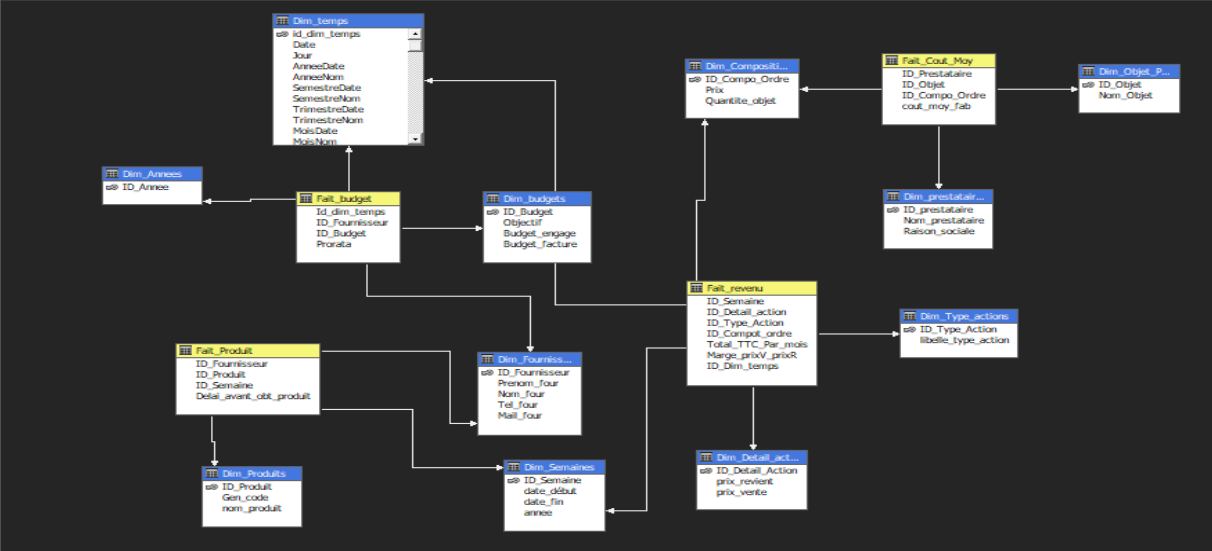 Dim_temps
id_dim_temps
Date
Jour
AnneeDate
AnneeNom
SemestreDate
SemestreNom
TrimestreDate
TrimestreNom
MoisDate
MoisNom
Dim_Compositi...
ID_Compo_Ordre
Prix
Quantite_objet
Fait_Cout_Moy
ID_Prestataire
ID_Objet
ID_Compo_Ordre
cout_moy_fab
Dim_Objet_P...
ID_Objet
Nom_Objet
Dim_Annees
ID_Annee
Fait_budget
Id_dim_temps
ID_Fournisseur
ID_Budget
Prorata
Dim_budgets
ID_Budget
Objectif
Budget_engage
Budget_facture
Dim_prestatair...
ID_prestataire
Nom_prestataire
Raison_sociale
Fait_revenu
ID_Semaine
ID_Detail_action
ID_Type_Action
ID_Compot_ordre
Total_TTC_Par_mois
Marge_prixV_prixR
ID_Dim_temps
Dim_Type_actions
ID_Type_Action
libelle_type_action
Fait_Produit
ID_Fournisseur
ID_Produit
ID_Semaine
Delai_avant_obt_produit
Dim_Fourniss...
ID_Fournisseur
Prenom_four
Nom_four
Tel_four
Mail_four
Dim_Produits
ID_Produit
Gen_code
nom_produit
Dim_Semaines
ID_Semaine
date_début
date_fin
annee
Dim_Detail_act...
ID_Detail_Action
prix_revient
prix_vente